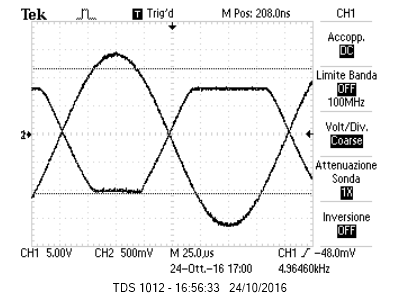 Tek T Trig'd M Pos: 208.0ns CH1
Accopp.
DC
Limite Banda
OFF
100MHz
Volt/Div.
Coarse
2
Attenuazione
Sonda
1X
Inversione
OFF
CH1 5.00V CH2 500mV M 25.0µs CH1 -48.0mV
24-Ott.-16 17:00 4.96460kHz
TDS 1012 - 16:56:33 24/10/2016